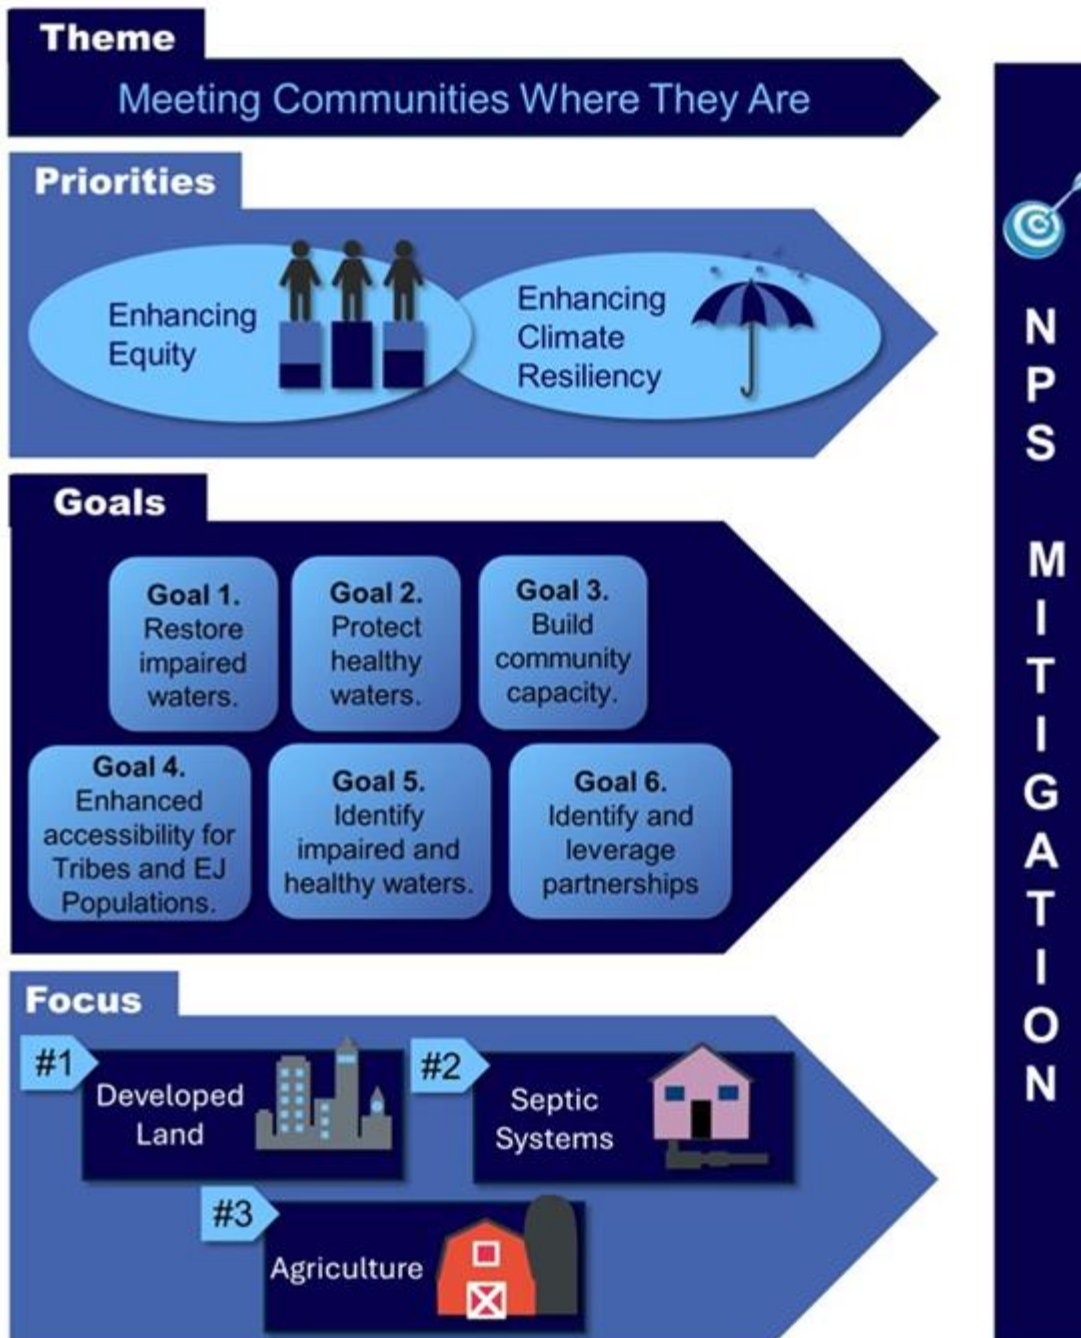 Theme
Meeting Communities Where They Are
Priorities
Enhancing
Equity
Enhancing
Climate
Resiliency
Goals
Goal 1.
Restore
impaired
waters.
Goal 2.
Protect
healthy
waters.
Goal 3.
Build
community
capacity.
Goal 4.
Enhanced
accessibility for
Tribes and EJ
Populations.
Goal 5.
Identify
impaired and
healthy waters.
Goal 6.
Identify and
leverage
partnerships
Focus
#1
Developed
Land
#2
Septic
Systems
#3
Agriculture
NPS MITIGATION